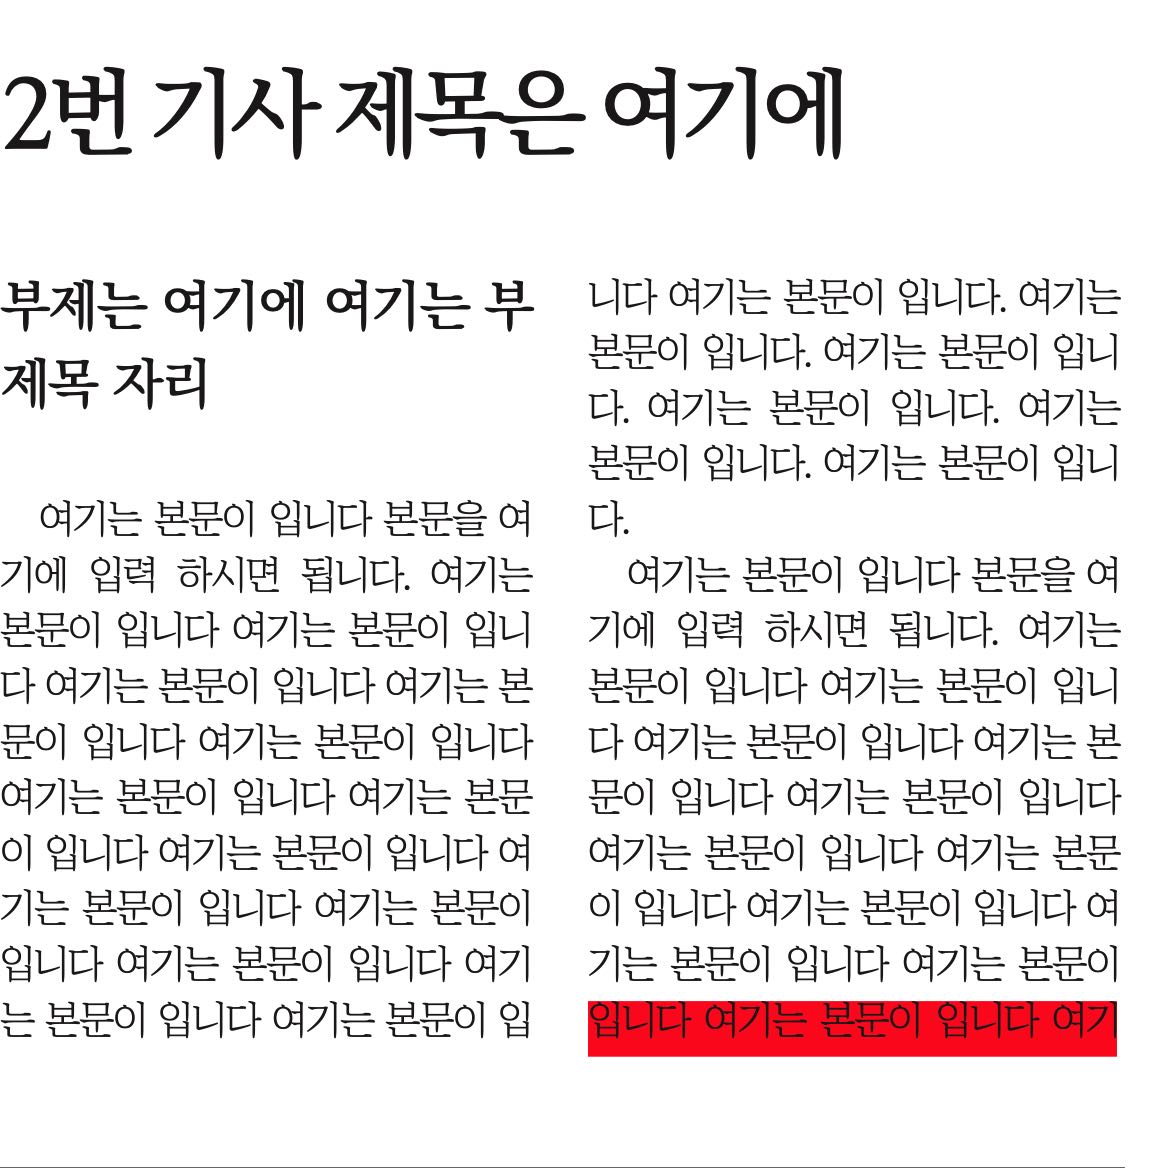 2번 기사 제목은 여기에
부제는 여기에 여기는 부
제목 자리
여기는 본문이 입니다 본문을 여
기에 입력 하시면 됩니다. 여기는
본문이 입니다 여기는 본문이 입니
다 여기는 본문이 입니다 여기는 본
문이 입니다 여기는 본문이 입니다
여기는 본문이 입니다 여기는 본문
이 입니다 여기는 본문이 입니다 여
기는 본문이 입니다 여기는 본문이
입니다 여기는 본문이 입니다 여기
는 본문이 입니다 여기는 본문이 입
니다 여기는 본문이 입니다. 여기는
본문이 입니다. 여기는 본문이 입니
다. 여기는 본문이 입니다. 여기는
본문이 입니다. 여기는 본문이 입니
다.
여기는 본문이 입니다 본문을 여
기에 입력 하시면 됩니다. 여기는
본문이 입니다 여기는 본문이 입니
다 여기는 본문이 입니다 여기는 본
문이 입니다 여기는 본문이 입니다
여기는 본문이 입니다 여기는 본문
이 입니다 여기는 본문이 입니다 여
기는 본문이 입니다 여기는 본문이
입니다 여기는 본문이 입니다 여기